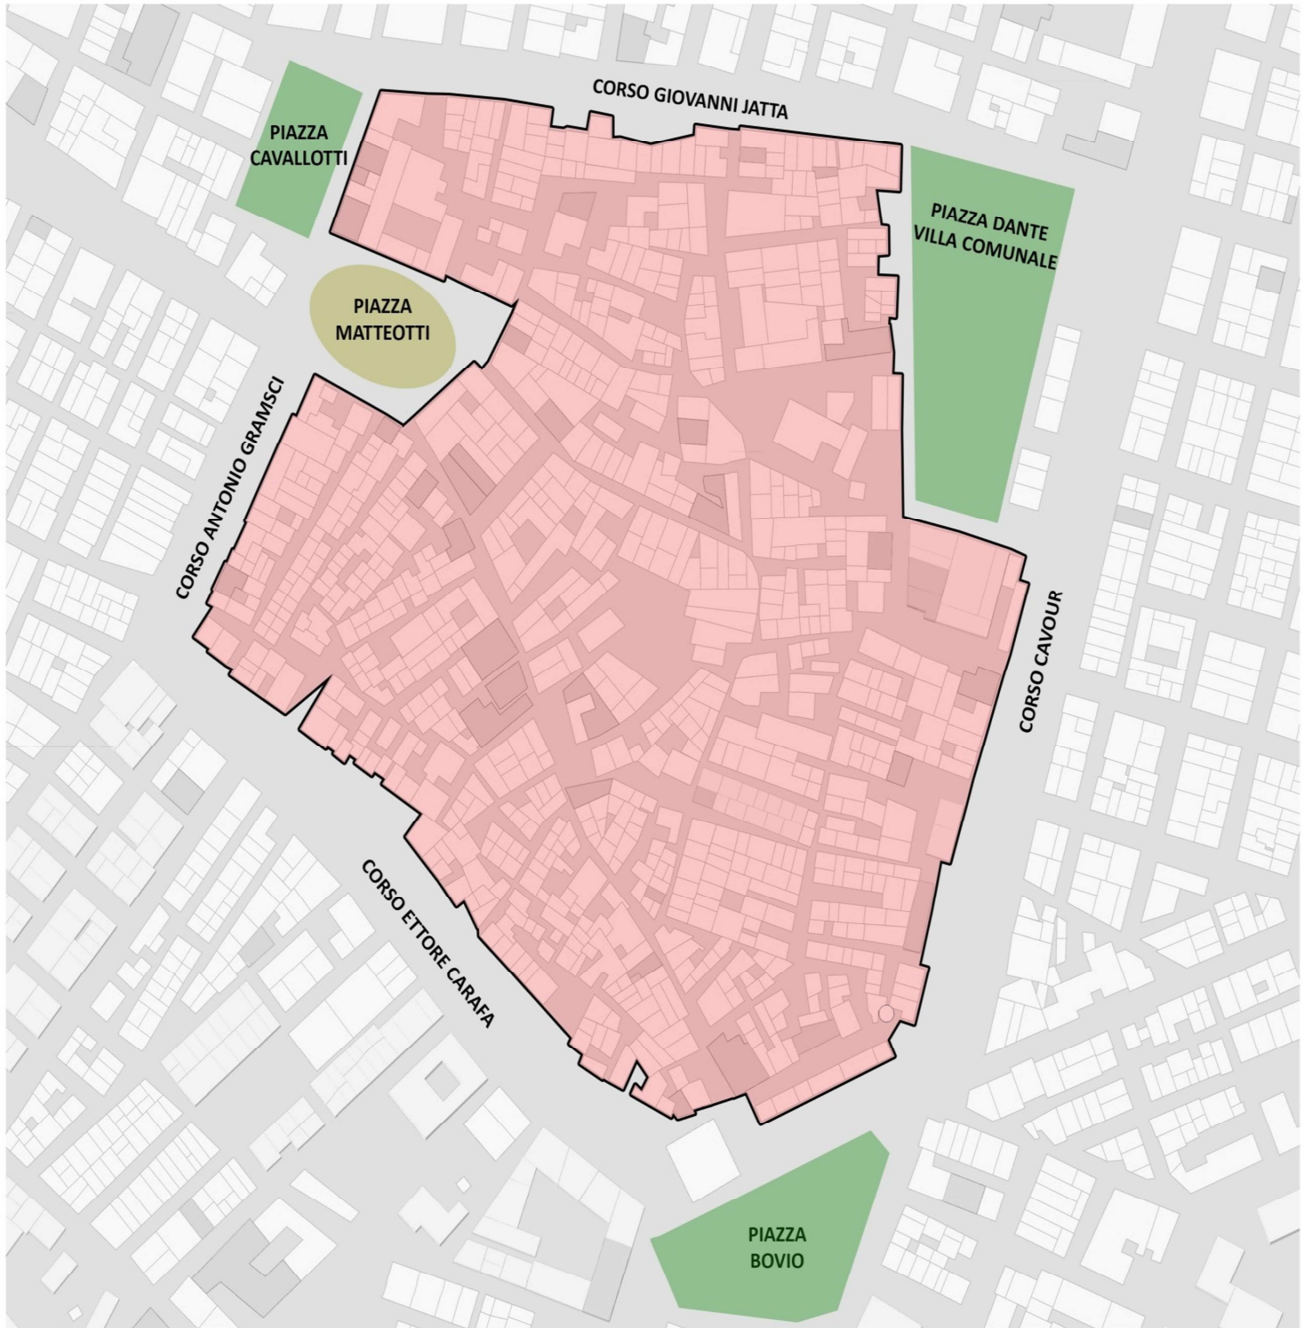 CORSO GIOVANNI JATTA
PIAZZA
CAVALLOTTI
PIAZZA DANTE
VILLA COMUNALE
PIAZZA
MATTEOTTI
CORSO ANTONIO GRAMSCI
CORSO CAVOUR
CORSO ETTORE CARAFA
PIAZZA
BOVIO